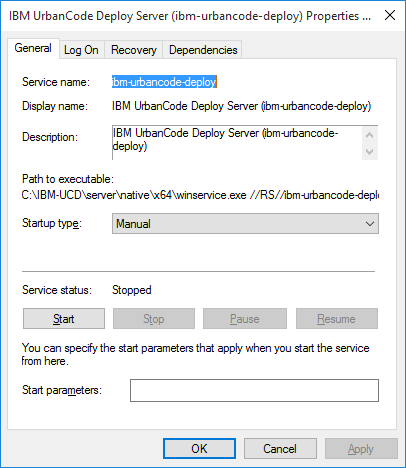 IBM UrbanCode Deploy Server (ibm-urbancode-deploy) Properties ...
General Log On Recovery Dependencies
Service name: ibm-urbancode-deploy
Display name: IBM UrbanCode Deploy Server (ibm-urbancode-deploy)
Description: IBM UrbanCode Deploy Server (ibm-urbancode-
deploy)
Path to executable:
C:\IBM-UCD\server\native\x64\winservice.exe //RS//ibm-urbancode-deplo
Startup type: Manual
Service status: Stopped
Start Stop Pause Resume
You can specify the start parameters that apply when you start the service
from here.
Start parameters:
OK Cancel Apply